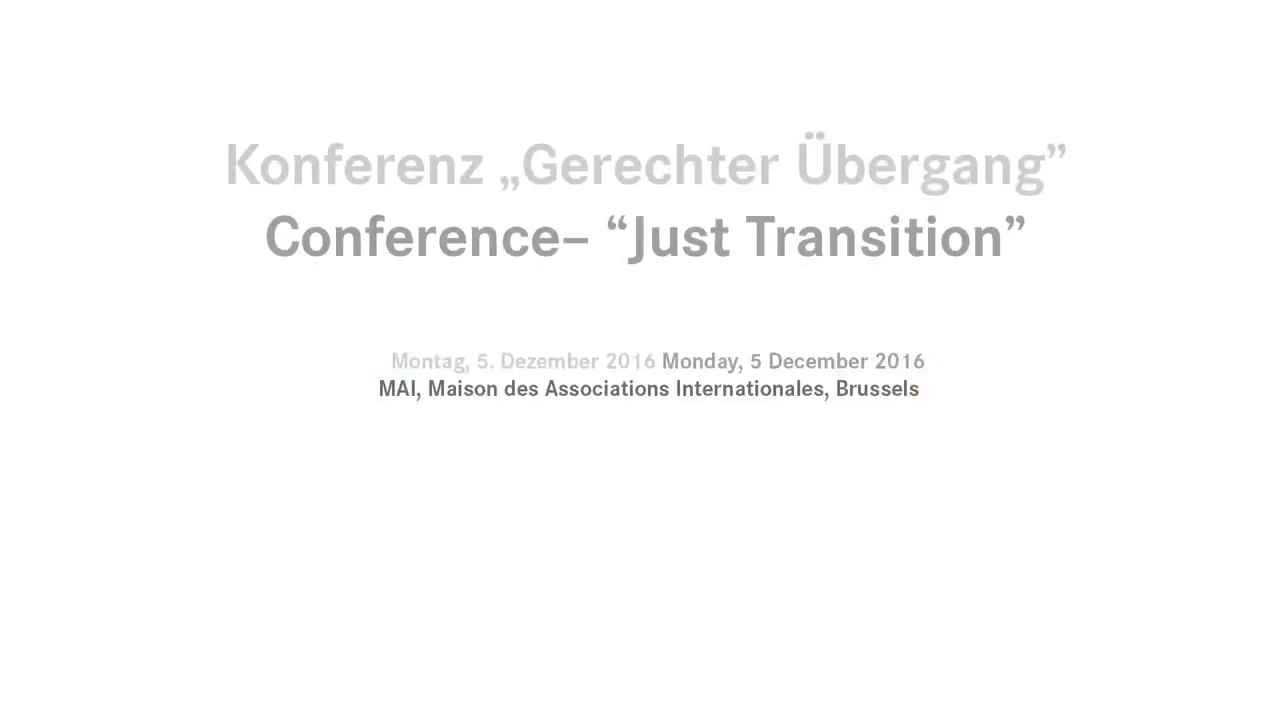 Konferenz „Gerechter Übergang”
Conference– “Just Transition”
Montag, 5. Dezember 2016 Monday, 5 December 2016
MAI, Maison des Associations Internationales, Brussels